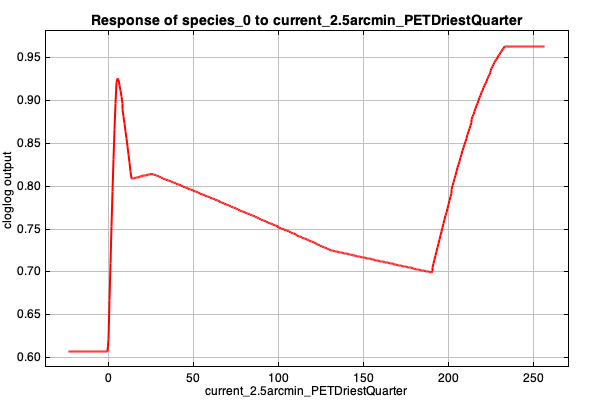 Response of species_0 to current_2.5arcmin_PETDriestQuarter
cloglog output
0.95
0.90
0.85
0.80
0.75
0.70
0.65
0.60
0 50 100 150 200 250
current_2.5arcmin_PETDriestQuarter